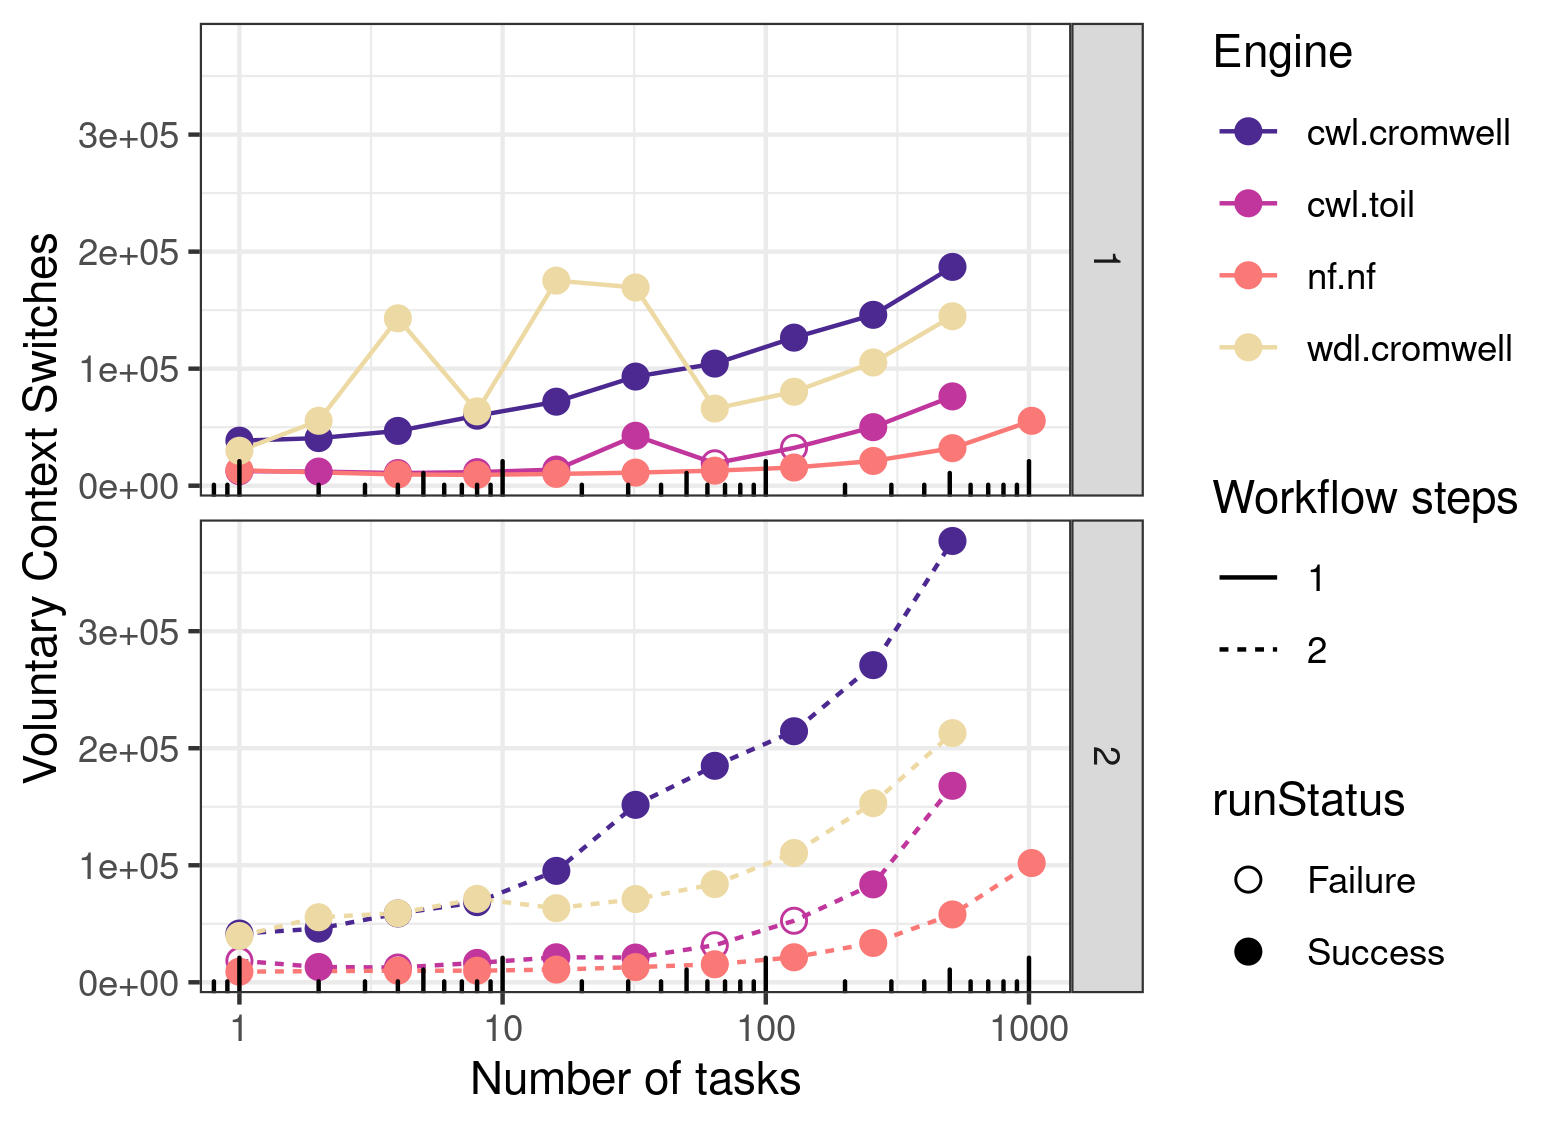 Voluntary Context Switches
3e+05
2e+05
1e+05
0e+00
1
3e+05
2e+05
1e+05
0e+00
2
1 10 100 1000
Number of tasks
Engine
cwl.cromwell
cwl.toil
nf.nf
wdl.cromwell
Workflow steps
1
2
runStatus
Failure
Success